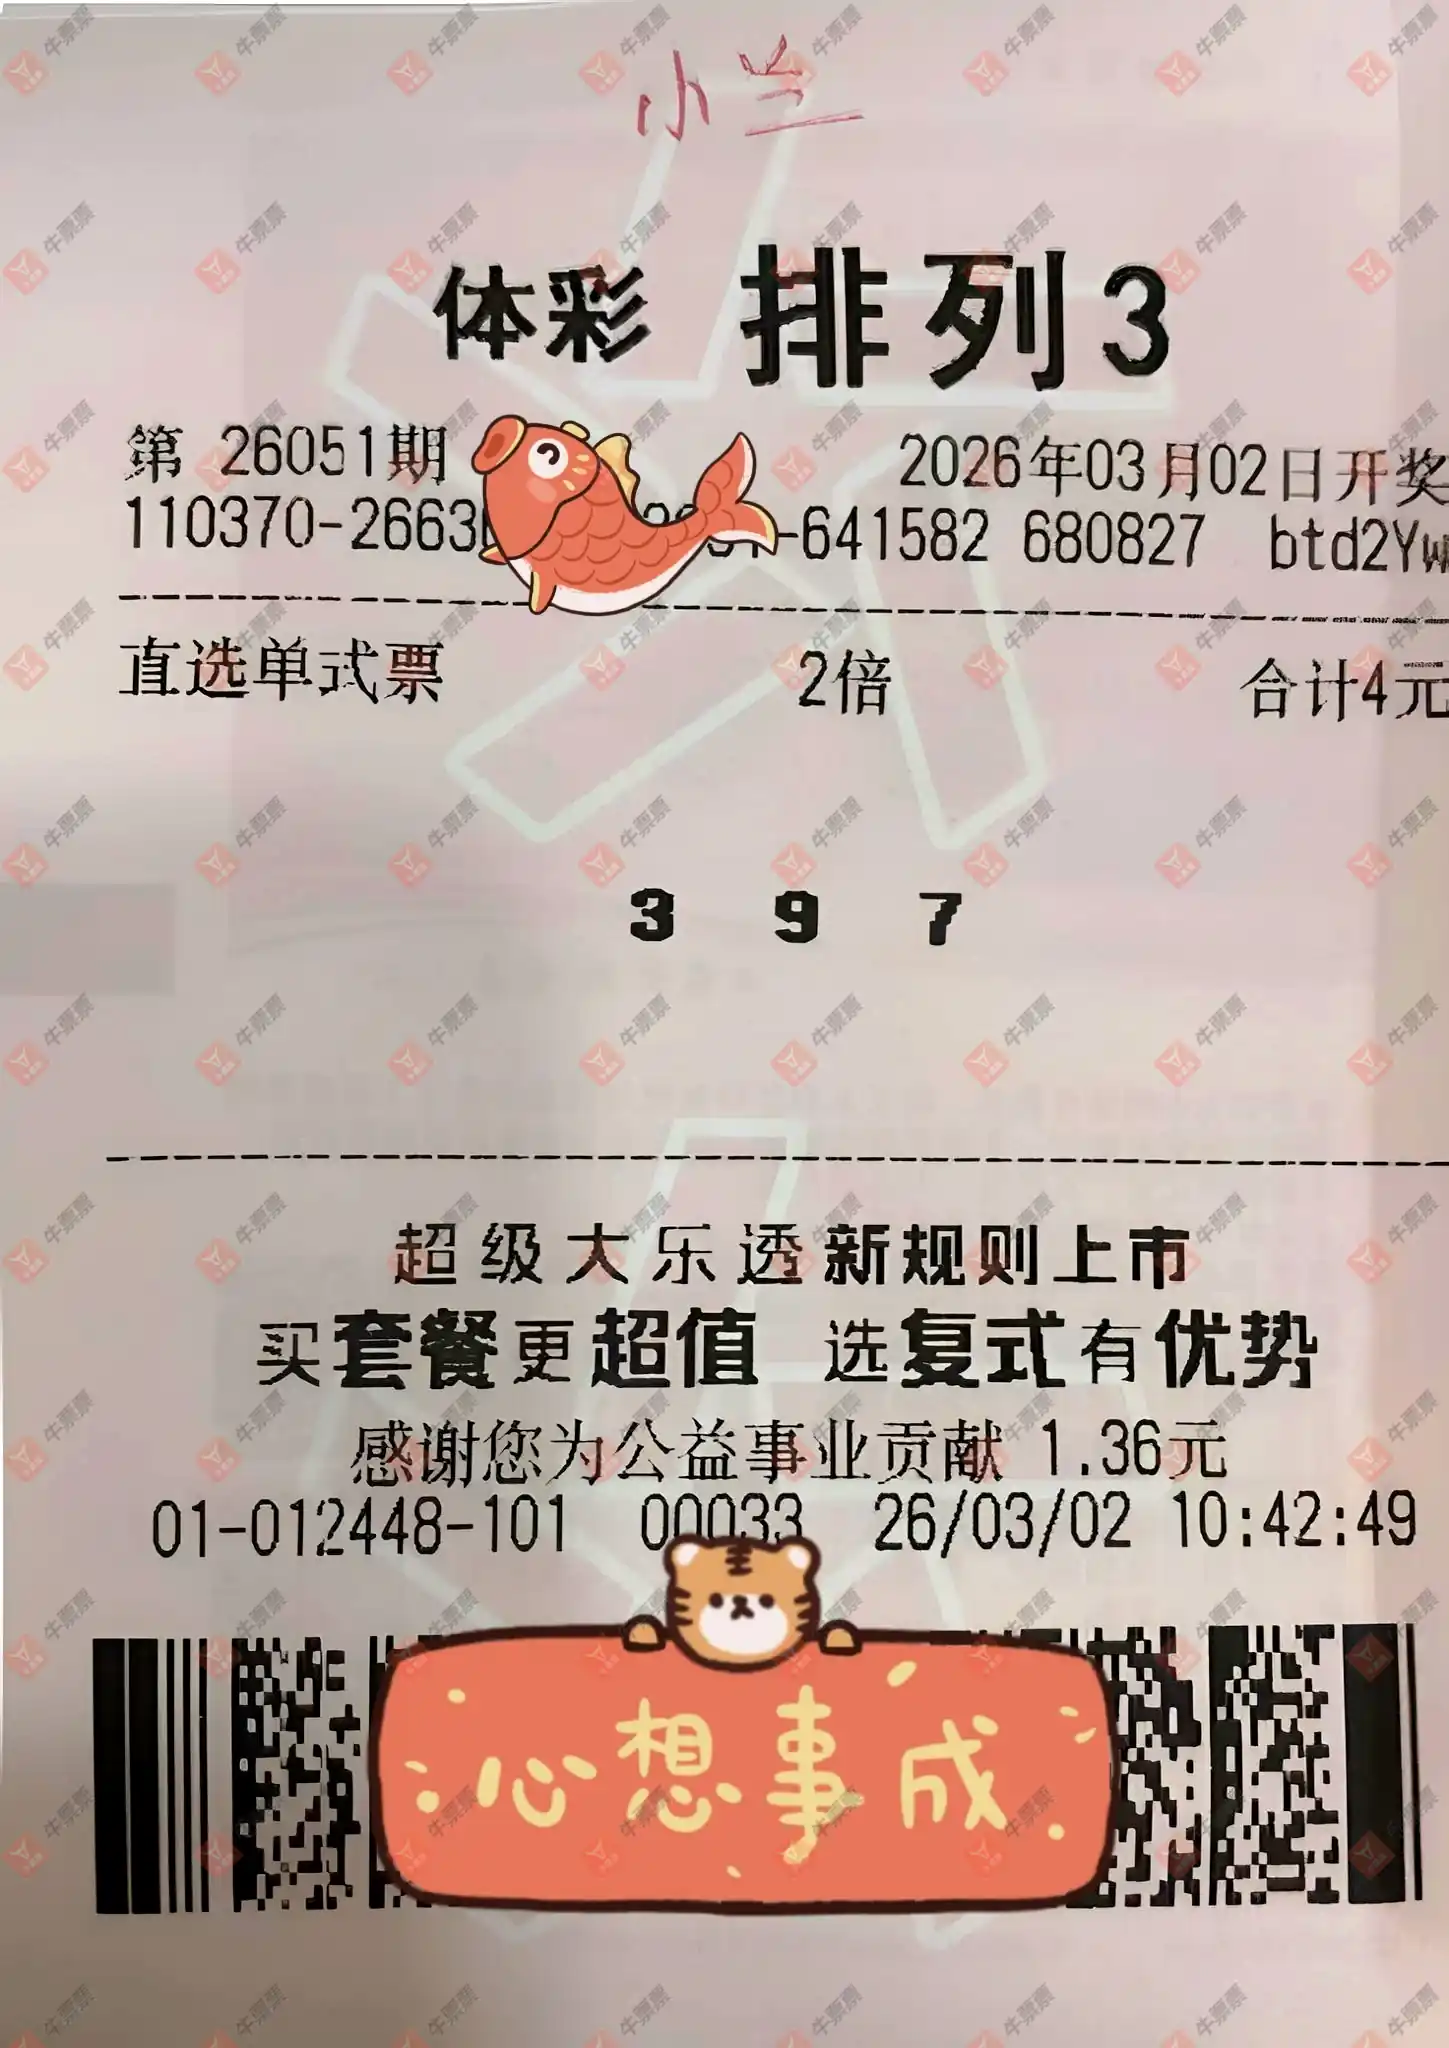 小兰
体彩 排列3
第 26051期 2026年03月02日开奖
110370-2663 -641582 680827 btd2Yw
直选单式票 2倍 合计4元
3 9 7
超级大乐透新规则上市
买套餐更超值 选复式有优势
感谢您为公益事业贡献 1.36元
01-012448-101 00033 26/03/02 10:42:49
心想事成
牛票票